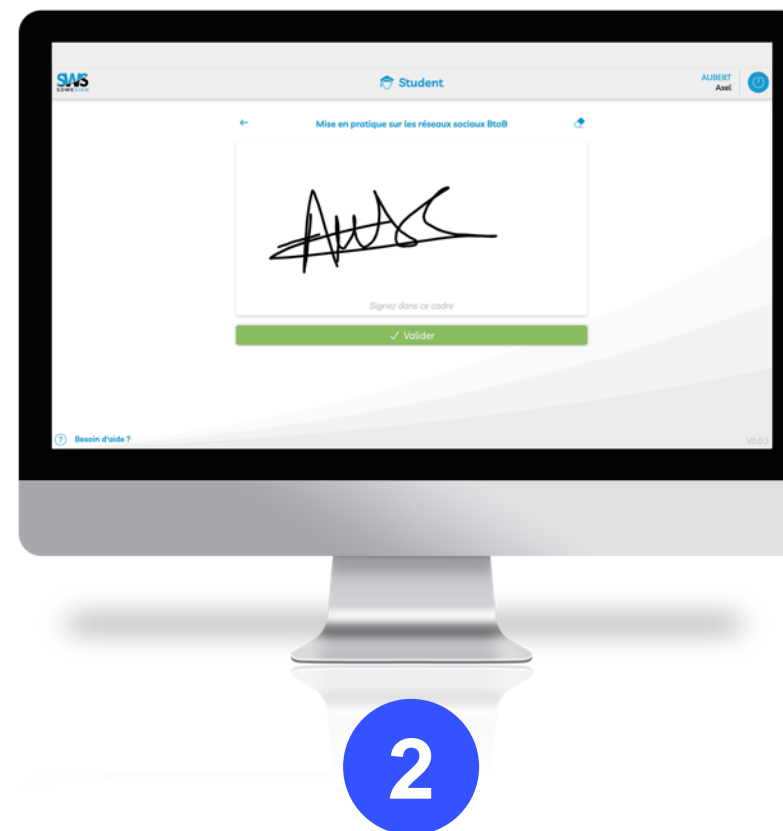 SWS
SOWESIGN
Student
AUBERT
Axel
Mise en pratique sur les réseaux sociaux BtoB
Signez dans ce cadre
Valider
? Besoin d'aide ?
V0.0.2
2